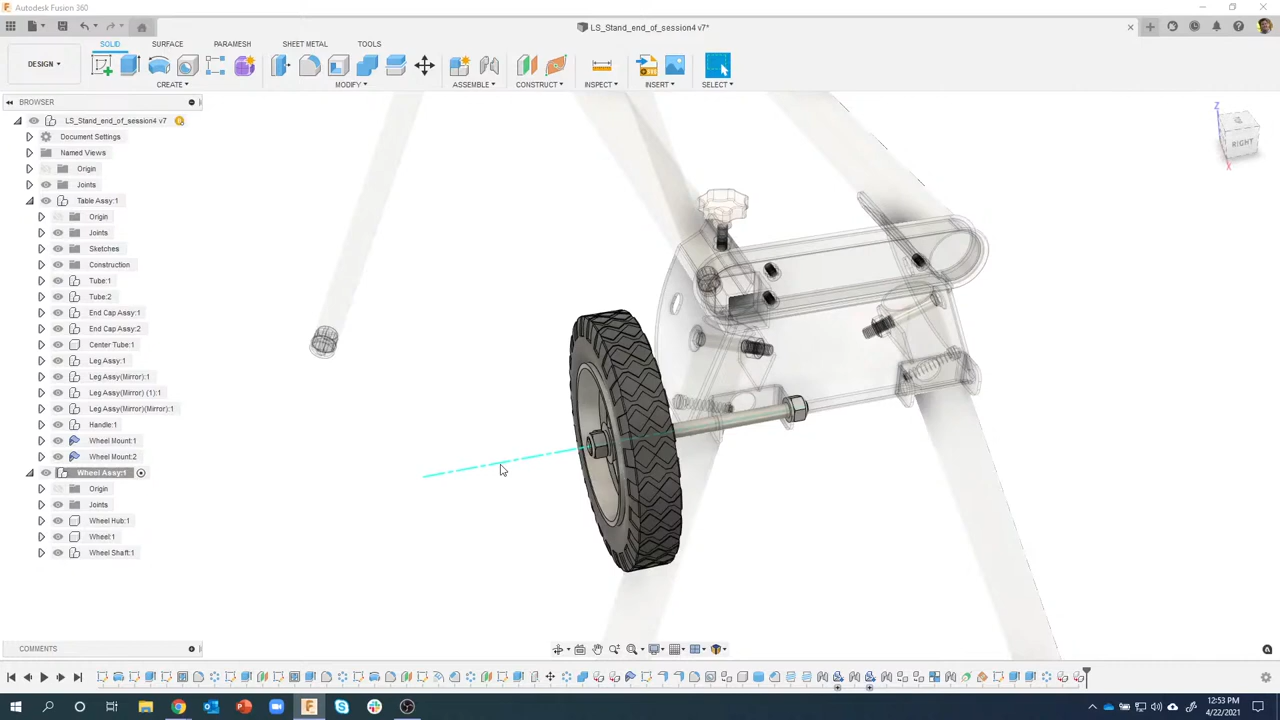 Autodesk Fusion 360
LS_Stand_end_of_session4 v7*
SOLID SURFACE PARAMESH SHEET METAL TOOLS
DESIGN
CREATE MODIFY ASSEMBLE CONSTRUCT INSPECT INSERT SELECT
BROWSER
LS_Stand_end_of_session4 v7
Document Settings
Named Views
Origin
Joints
Table Assy:1
Origin
Joints
Sketches
Construction
Tube:1
Tube:2
End Cap Assy:1
End Cap Assy:2
Center Tube:1
Leg Assy:1
Leg Assy(Mirror):1
Leg Assy(Mirror) (1):1
Leg Assy(Mirror)(Mirror):1
Handle:1
Wheel Mount:1
Wheel Mount:2
Wheel Assy:1
Origin
Joints
Wheel Hub:1
Wheel:1
Wheel Shaft:1
Z
RIGHT
X
COMMENTS
12:53 PM
4/22/2021